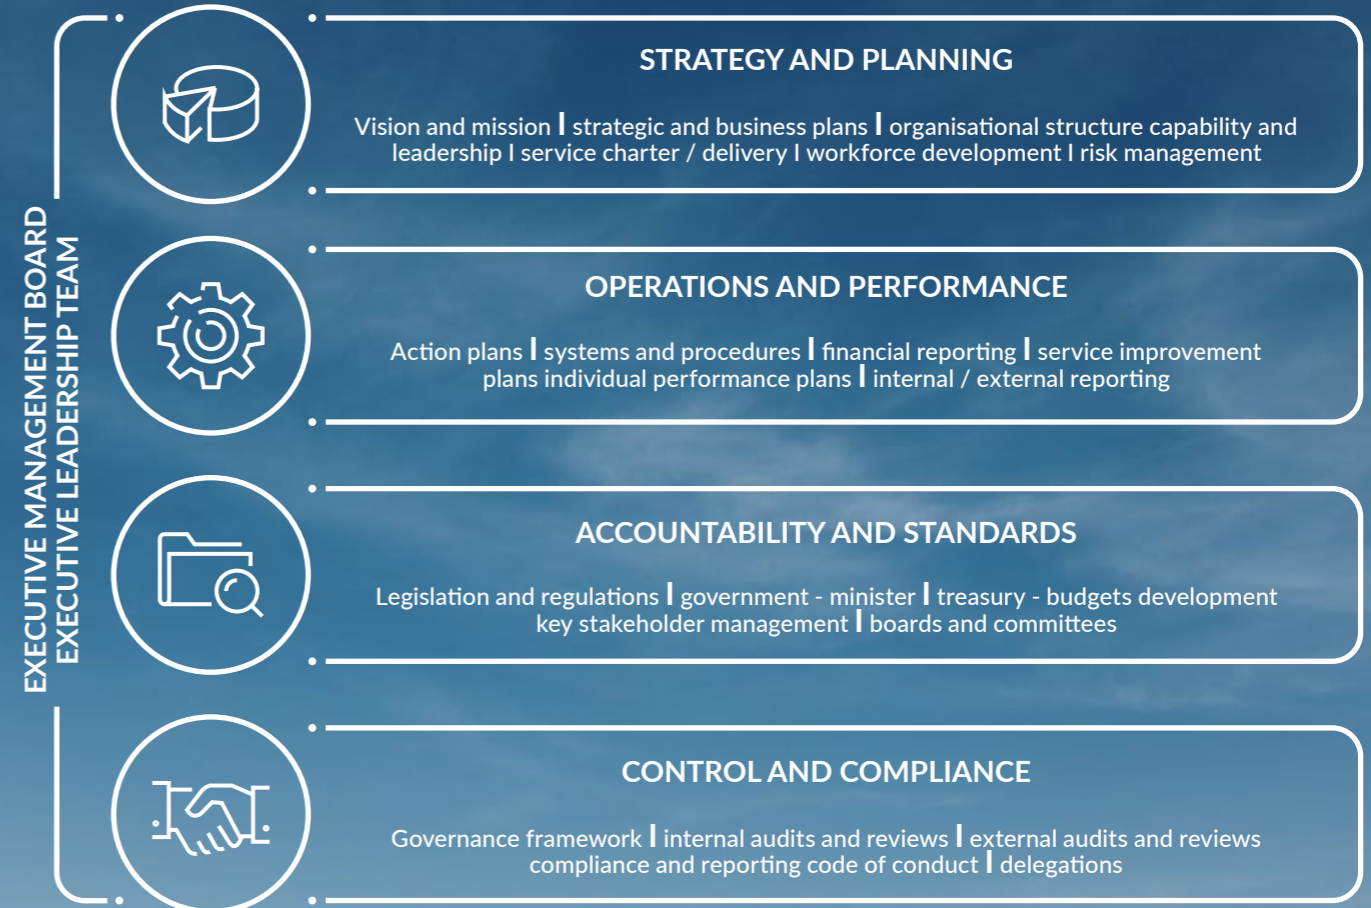 EXECUTIVE MANAGEMENT BOARD
EXECUTIVE LEADERSHIP TEAM
STRATEGY AND PLANNING
Vision and mission I strategic and business plans I organisational structure capability and
leadership I service charter / delivery I workforce development I risk management
OPERATIONS AND PERFORMANCE
Action plans I systems and procedures I financial reporting I service improvement
plans individual performance plans I internal / external reporting
ACCOUNTABILITY AND STANDARDS
Legislation and regulations I government - minister I treasury - budgets development
key stakeholder management I boards and committees
CONTROL AND COMPLIANCE
Governance framework I internal audits and reviews I external audits and reviews
compliance and reporting code of conduct I delegations